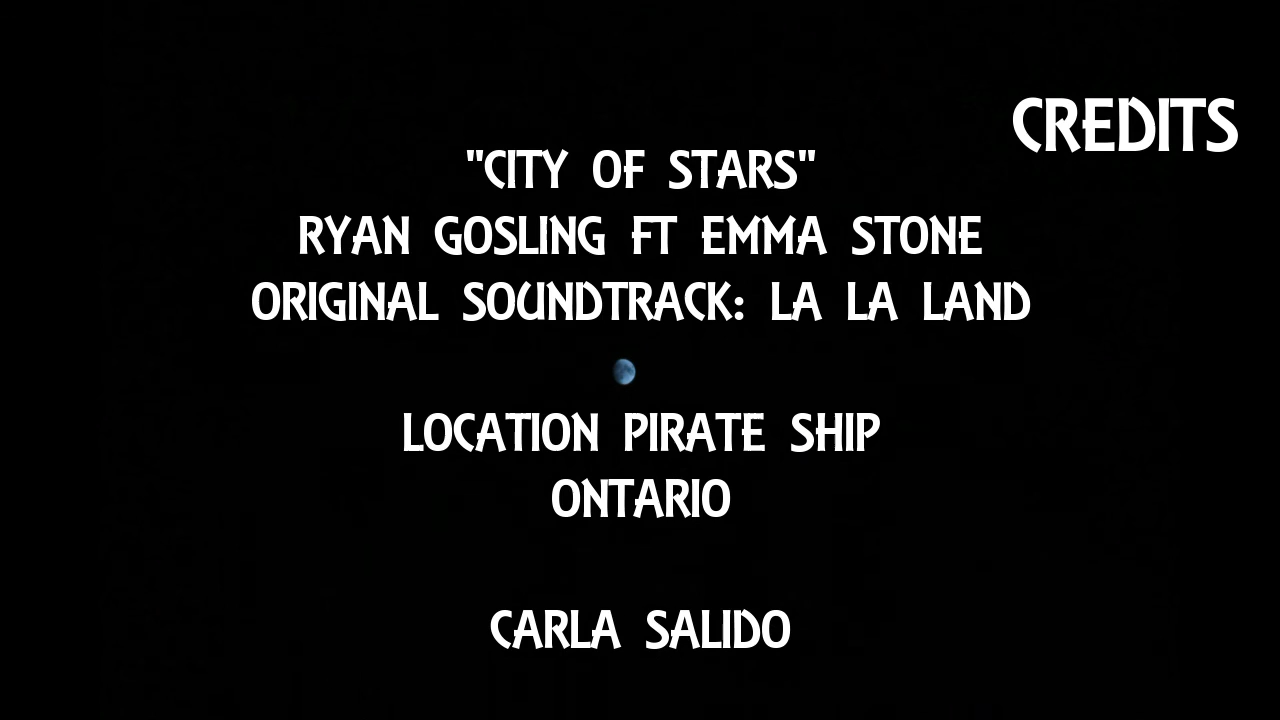 CREDITS
"CITY OF STARS"
RYAN GOSLING FT EMMA STONE
ORIGINAL SOUNDTRACK: LA LA LAND
LOCATION PIRATE SHIP
ONTARIO
CARLA SALIDO